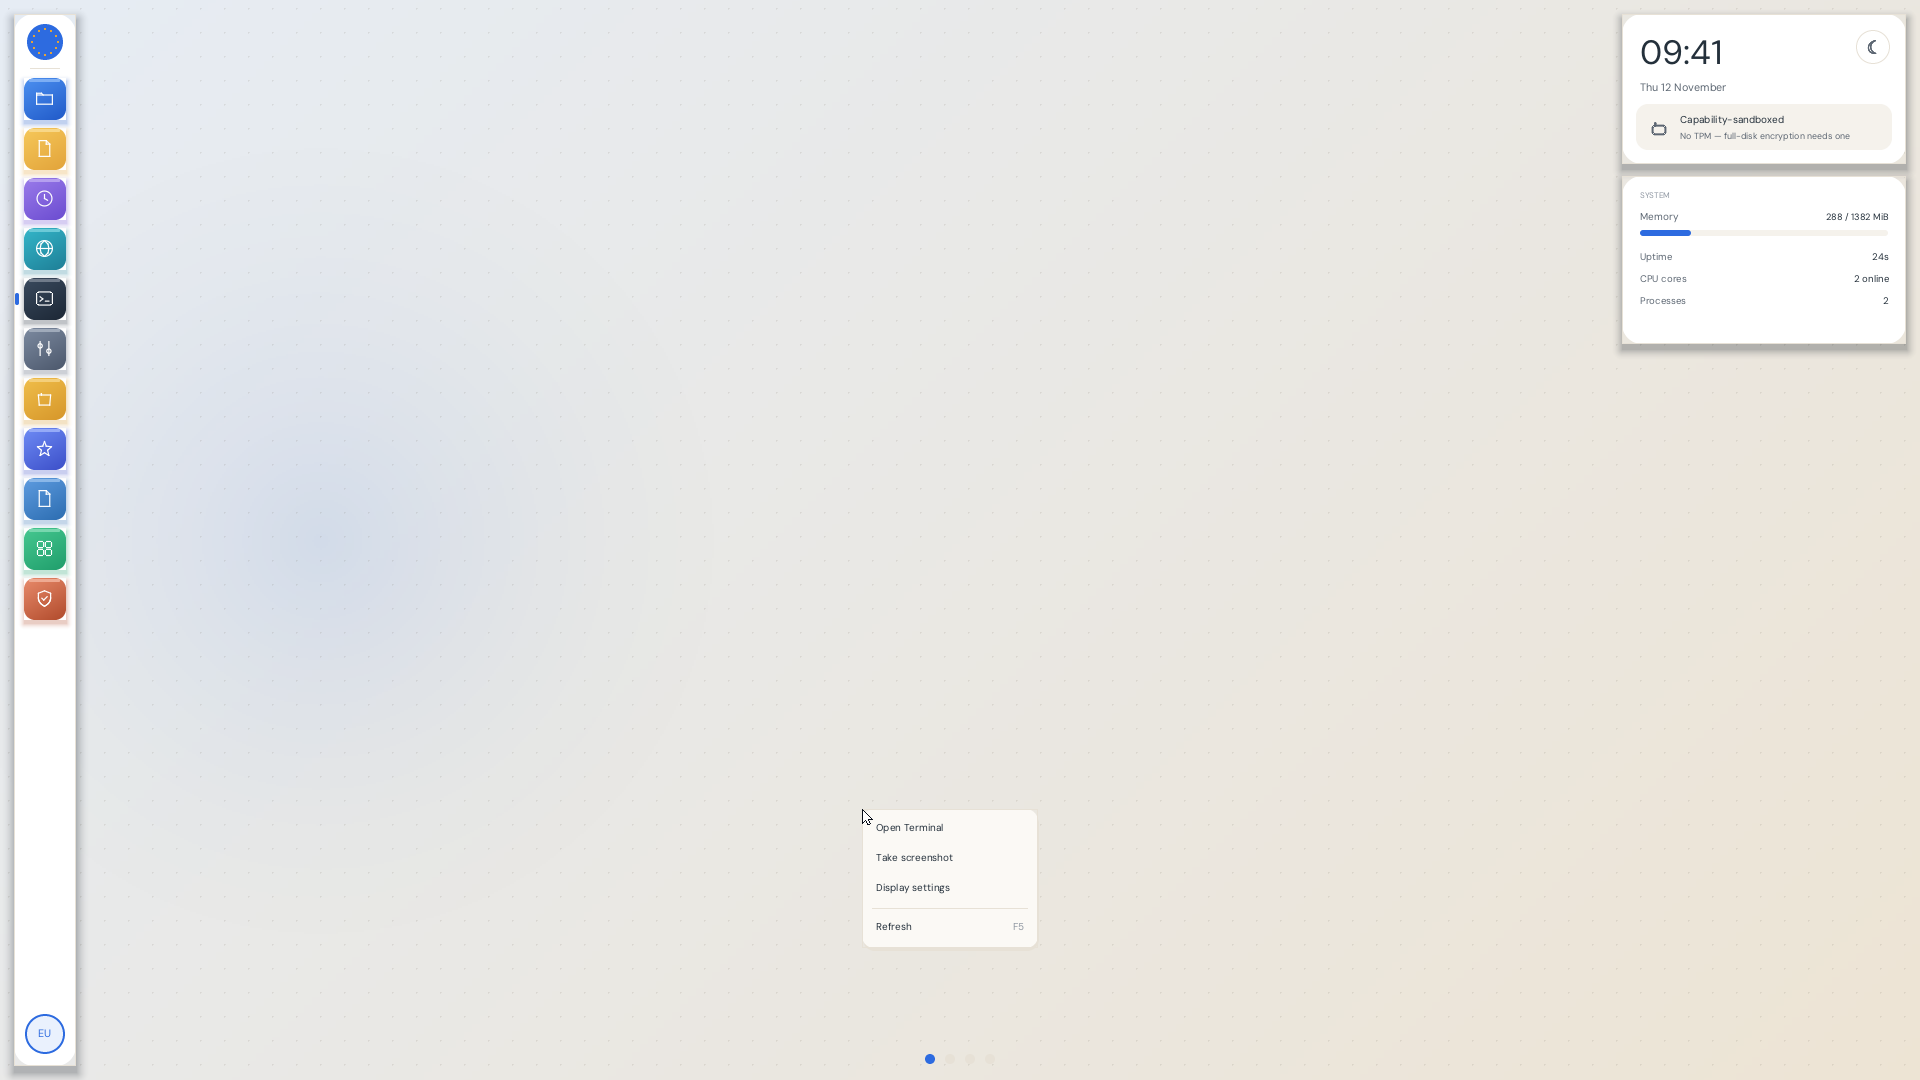 09:41
Thu 12 November
Capability-sandboxed
No TPM — full-disk encryption needs one
SYSTEM
Memory 288 / 1382 MiB
Uptime 24s
CPU cores 2 online
Processes 2
Open Terminal
Take screenshot
Display settings
Refresh F5
EU